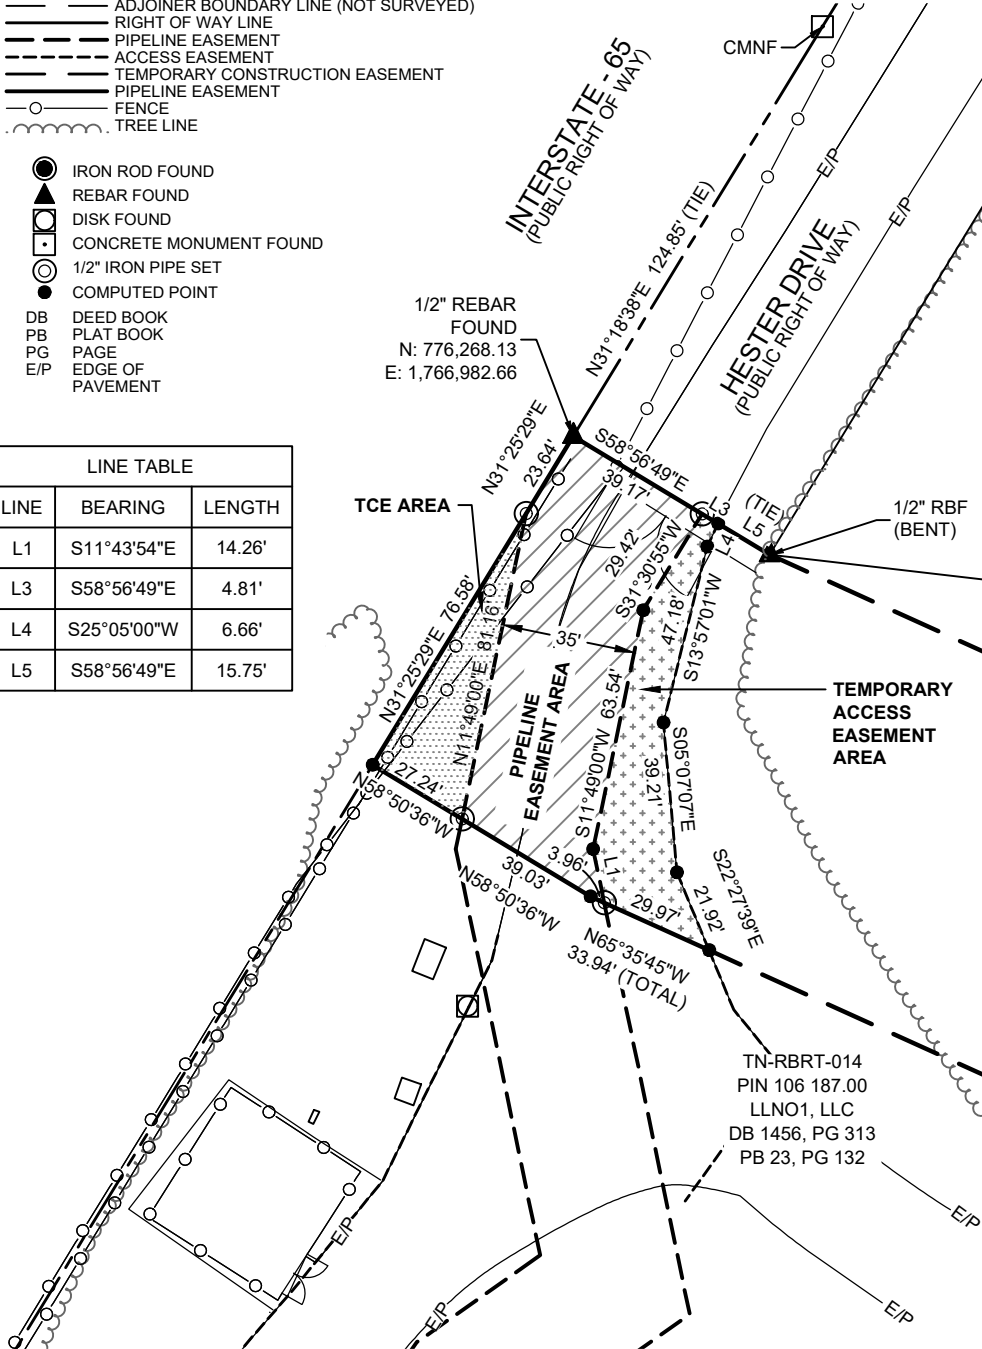 ADJOINER BOUNDARY LINE (NOT SURVEYED)
RIGHT OF WAY LINE
PIPELINE EASEMENT
ACCESS EASEMENT
TEMPORARY CONSTRUCTION EASEMENT
PIPELINE EASEMENT
FENCE
TREE LINE
IRON ROD FOUND
REBAR FOUND
DISK FOUND
CONCRETE MONUMENT FOUND
1/2" IRON PIPE SET
COMPUTED POINT
DB DEED BOOK
PB PLAT BOOK
PG PAGE
E/P EDGE OF
PAVEMENT
LINE TABLE
LINE BEARING LENGTH
L1 S11°43'54"E 14.26'
L3 S58°56'49"E 4.81'
L4 S25°05'00"W 6.66'
L5 S58°56'49"E 15.75'
INTERSTATE - 65
(PUBLIC RIGHT OF WAY)
CMNF
E/P
E/P
N31°18'38"E 124.85' (TIE)
HESTER DRIVE
(PUBLIC RIGHT OF WAY)
1/2" REBAR
FOUND
N: 776,268.13
E: 1,766,982.66
N31°25'29"E
23.64'
S58°56'49"E
39.17'
TCE AREA
L3
(TIE)
L5
L4
1/2" RBF
(BENT)
29.42'
S31°30'55"W
47.18'
S13°57'01"W
N31°25'29"E 76.58'
N11°49'00"E 81.16'
35'
PIPELINE
EASEMENT AREA
S11°49'00"W 63.54'
TEMPORARY
ACCESS
EASEMENT
AREA
S05°07'07"E
39.21'
27.24'
N58°50'36"W
39.03'
N58°50'36"W
3.96'
L1
29.97'
N65°35'45"W
33.94' (TOTAL)
S22°27'39"E
21.92'
TN-RBRT-014
PIN 106 187.00
LLNO1, LLC
DB 1456, PG 313
PB 23, PG 132
E/P
E/P
E/P
E/P